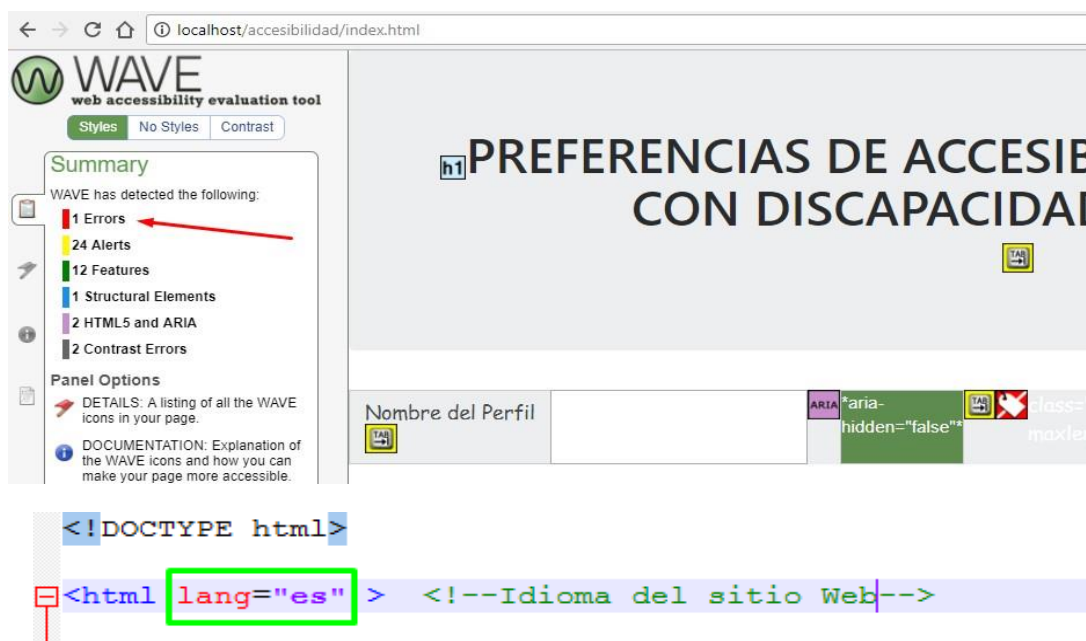 localhost/accesibilidad/index.html
WAVE
web accessibility evaluation tool
Styles No Styles Contrast
Summary
WAVE has detected the following:
1 Errors
24 Alerts
12 Features
1 Structural Elements
2 HTML5 and ARIA
2 Contrast Errors
Panel Options
DETAILS: A listing of all the WAVE
icons in your page.
DOCUMENTATION: Explanation of
the WAVE icons and how you can
make your page more accessible.
h1 PREFERENCIAS DE ACCESIB
CON DISCAPACIDA
TAB
Nombre del Perfil
TAB
ARIA *aria-
hidden="false"*
TAB
class=
maxle
<!DOCTYPE html>
<html lang="es" > <!--Idioma del sitio Web-->